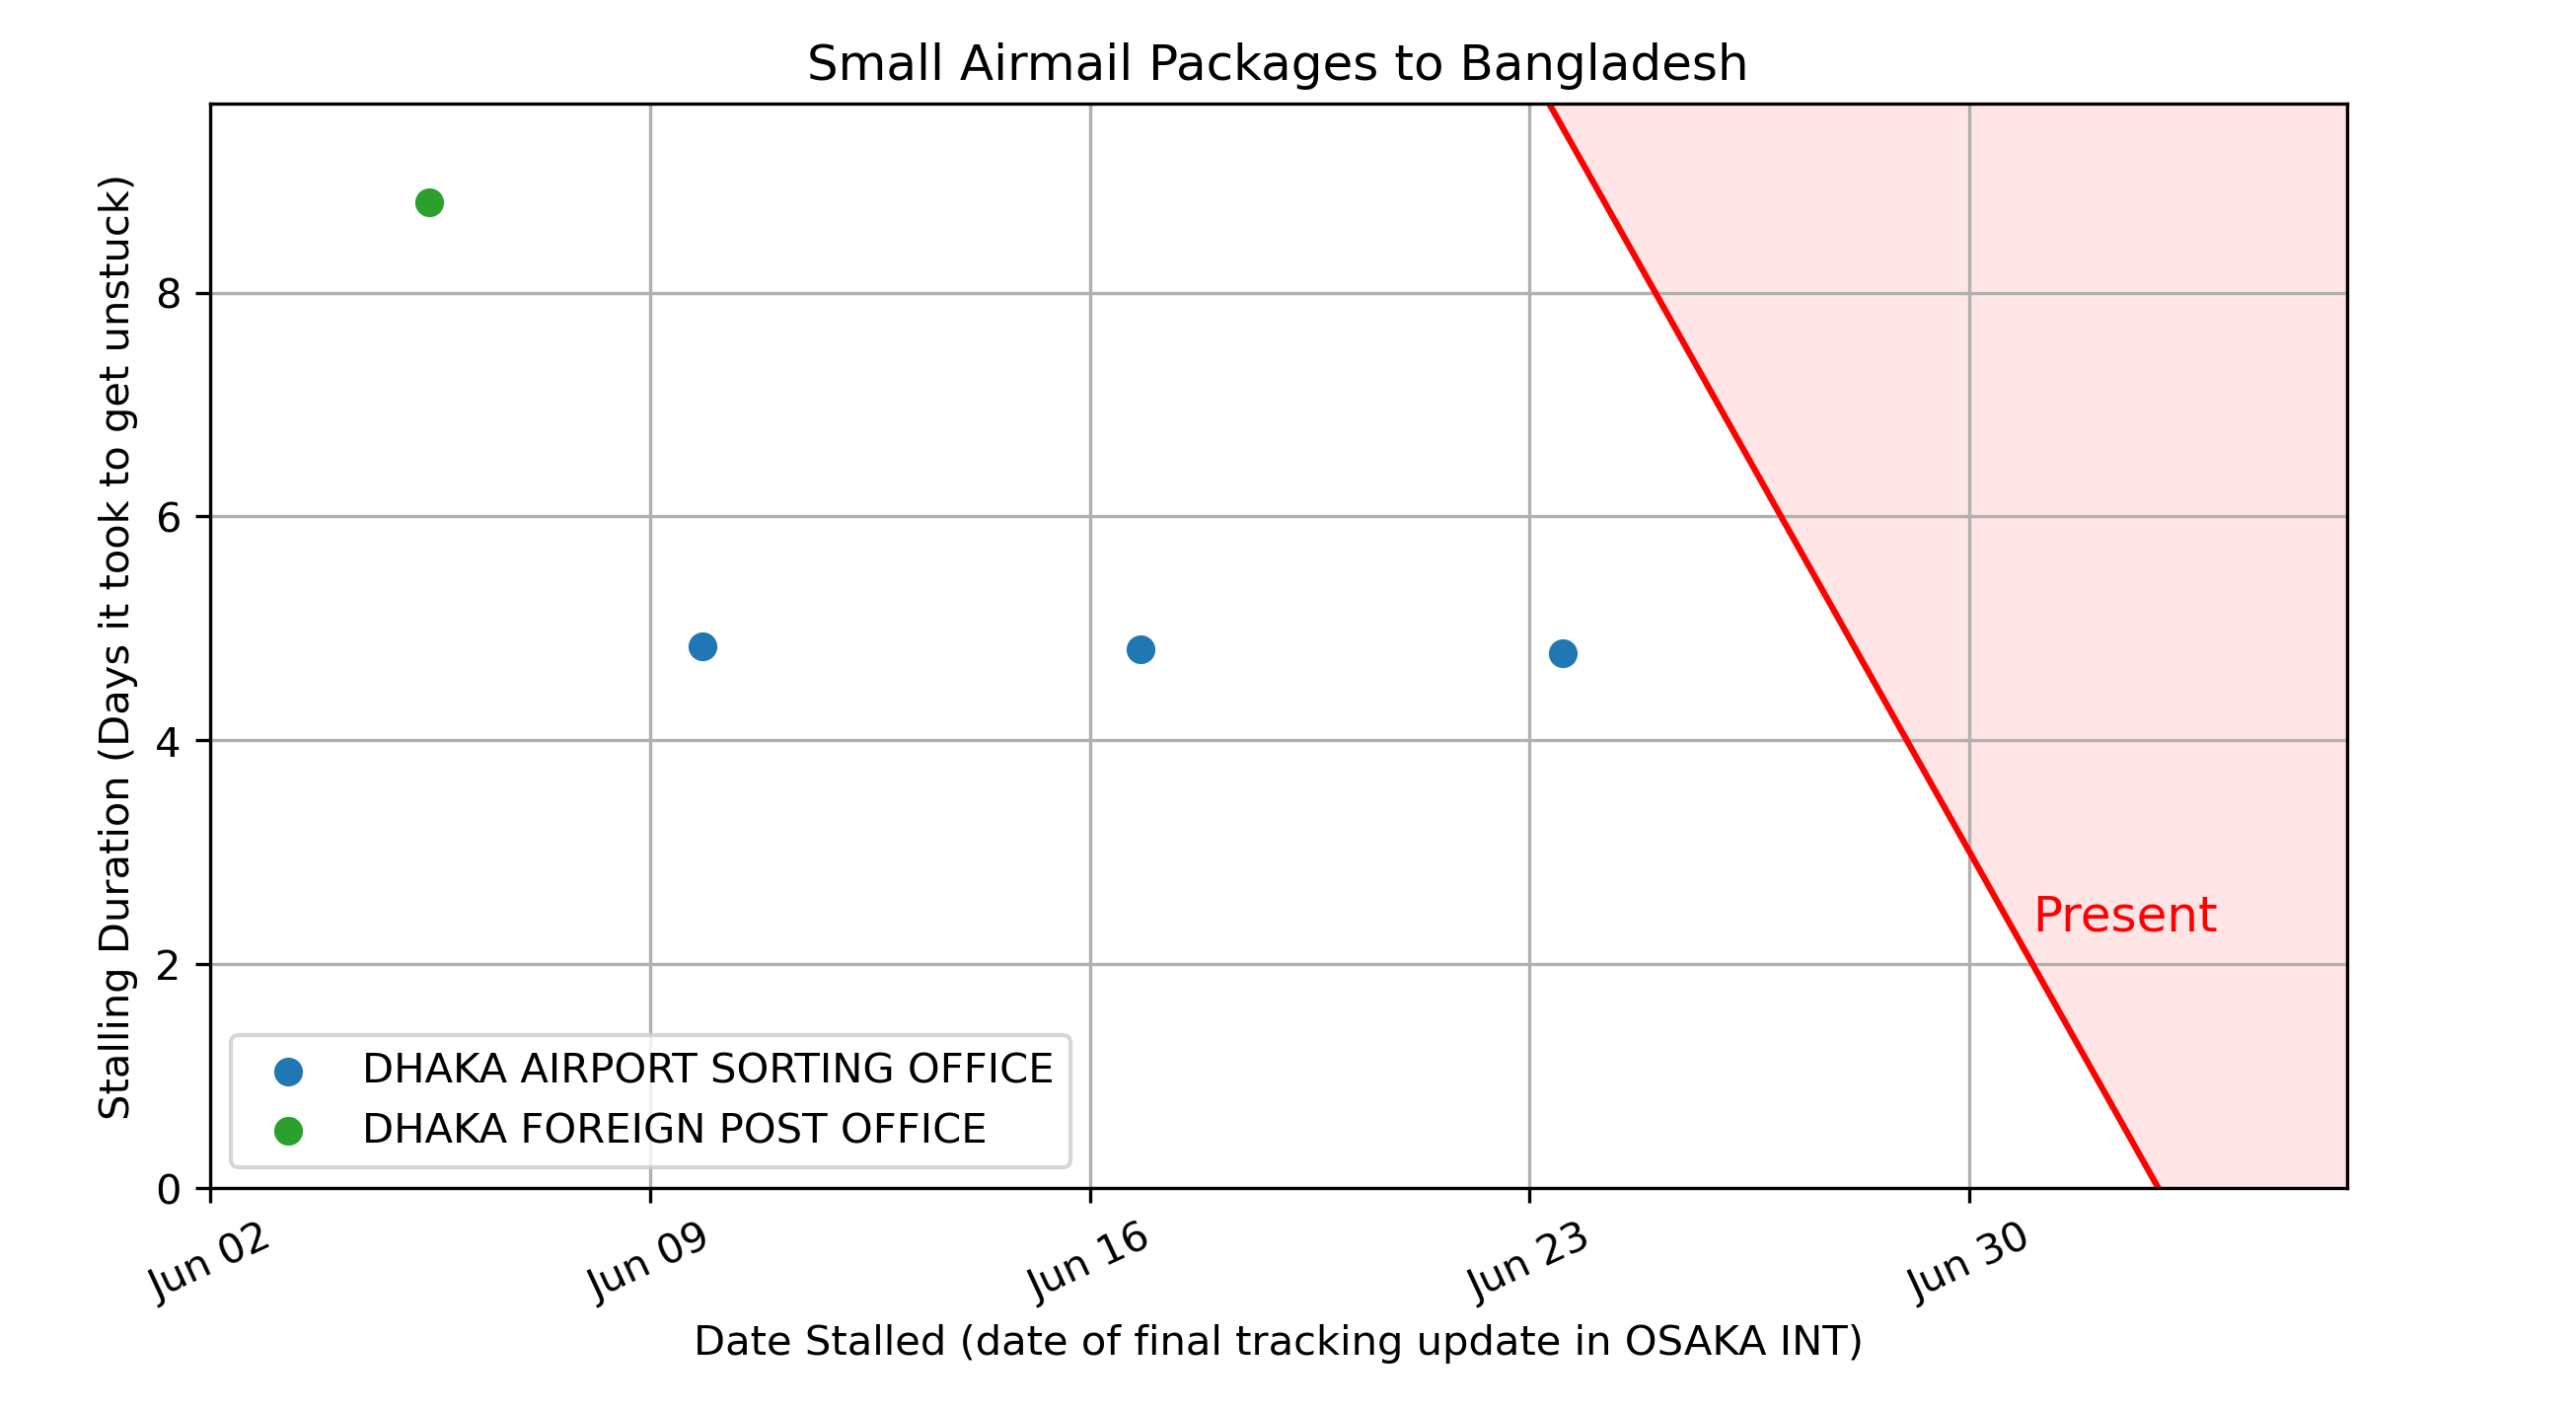 Small Airmail Packages to Bangladesh
Stalling Duration (Days it took to get unstuck)
8
6
4
2
0
Present
DHAKA AIRPORT SORTING OFFICE
DHAKA FOREIGN POST OFFICE
Jun 02
Jun 09
Jun 16
Jun 23
Jun 30
Date Stalled (date of final tracking update in OSAKA INT)